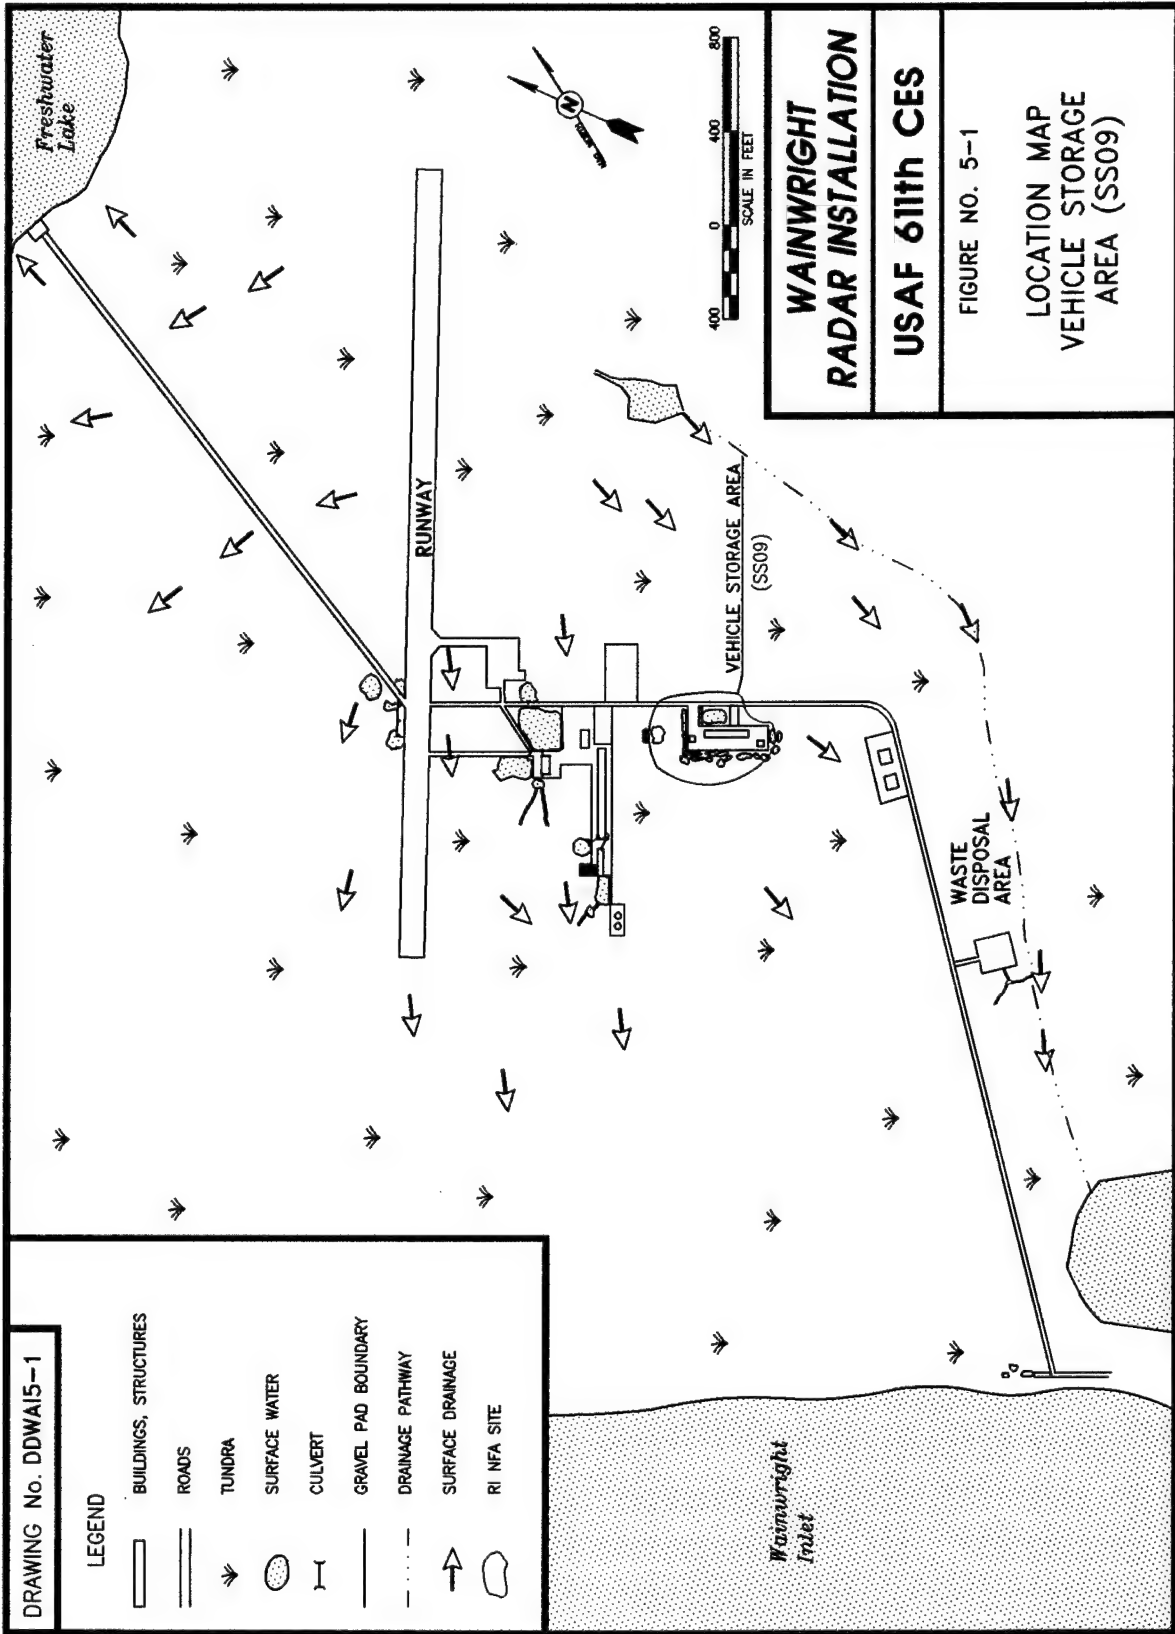 DRAWING No. DDWAI5-1
LEGEND
BUILDINGS, STRUCTURES
ROADS
TUNDRA
SURFACE WATER
CULVERT
GRAVEL PAD BOUNDARY
DRAINAGE PATHWAY
SURFACE DRAINAGE
RI NFA SITE
Freshwater
Lake
RUNWAY
VEHICLE STORAGE AREA
(SS09)
WASTE
DISPOSAL
AREA
Wainwright
Inlet
N
400 0 400 800
SCALE IN FEET
WAINWRIGHT
RADAR INSTALLATION
USAF 611th CES
FIGURE NO. 5-1
LOCATION MAP
VEHICLE STORAGE
AREA (SS09)